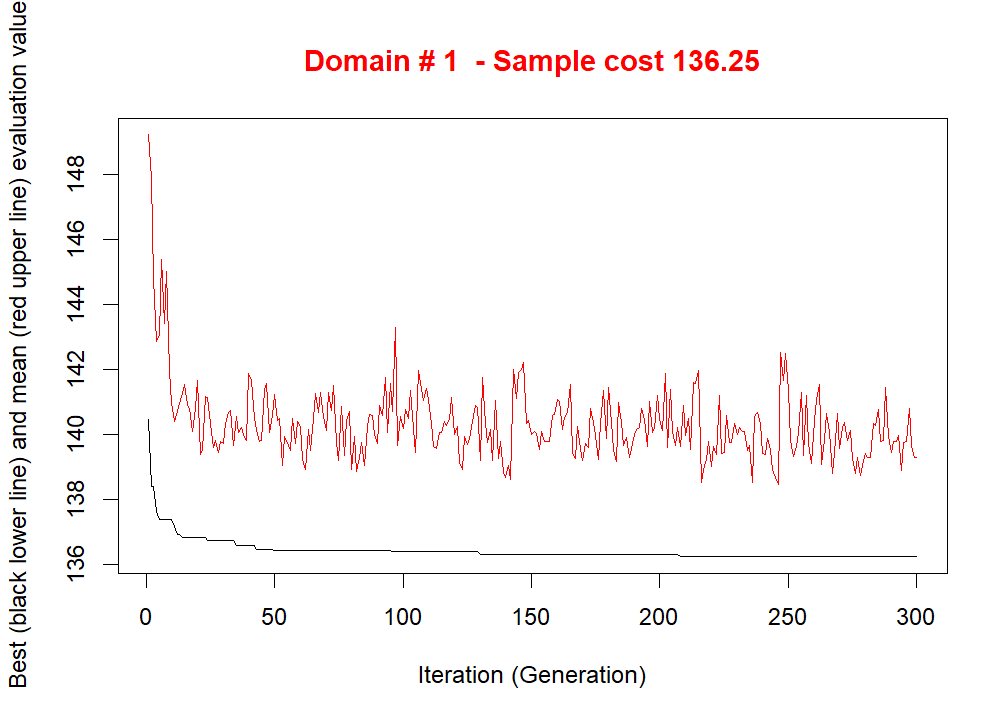 Domain # 1  - Sample cost 136.25
Best (black lower line) and mean (red upper line) evaluation value
148
146
144
142
140
138
136
0 50 100 150 200 250 300
Iteration (Generation)